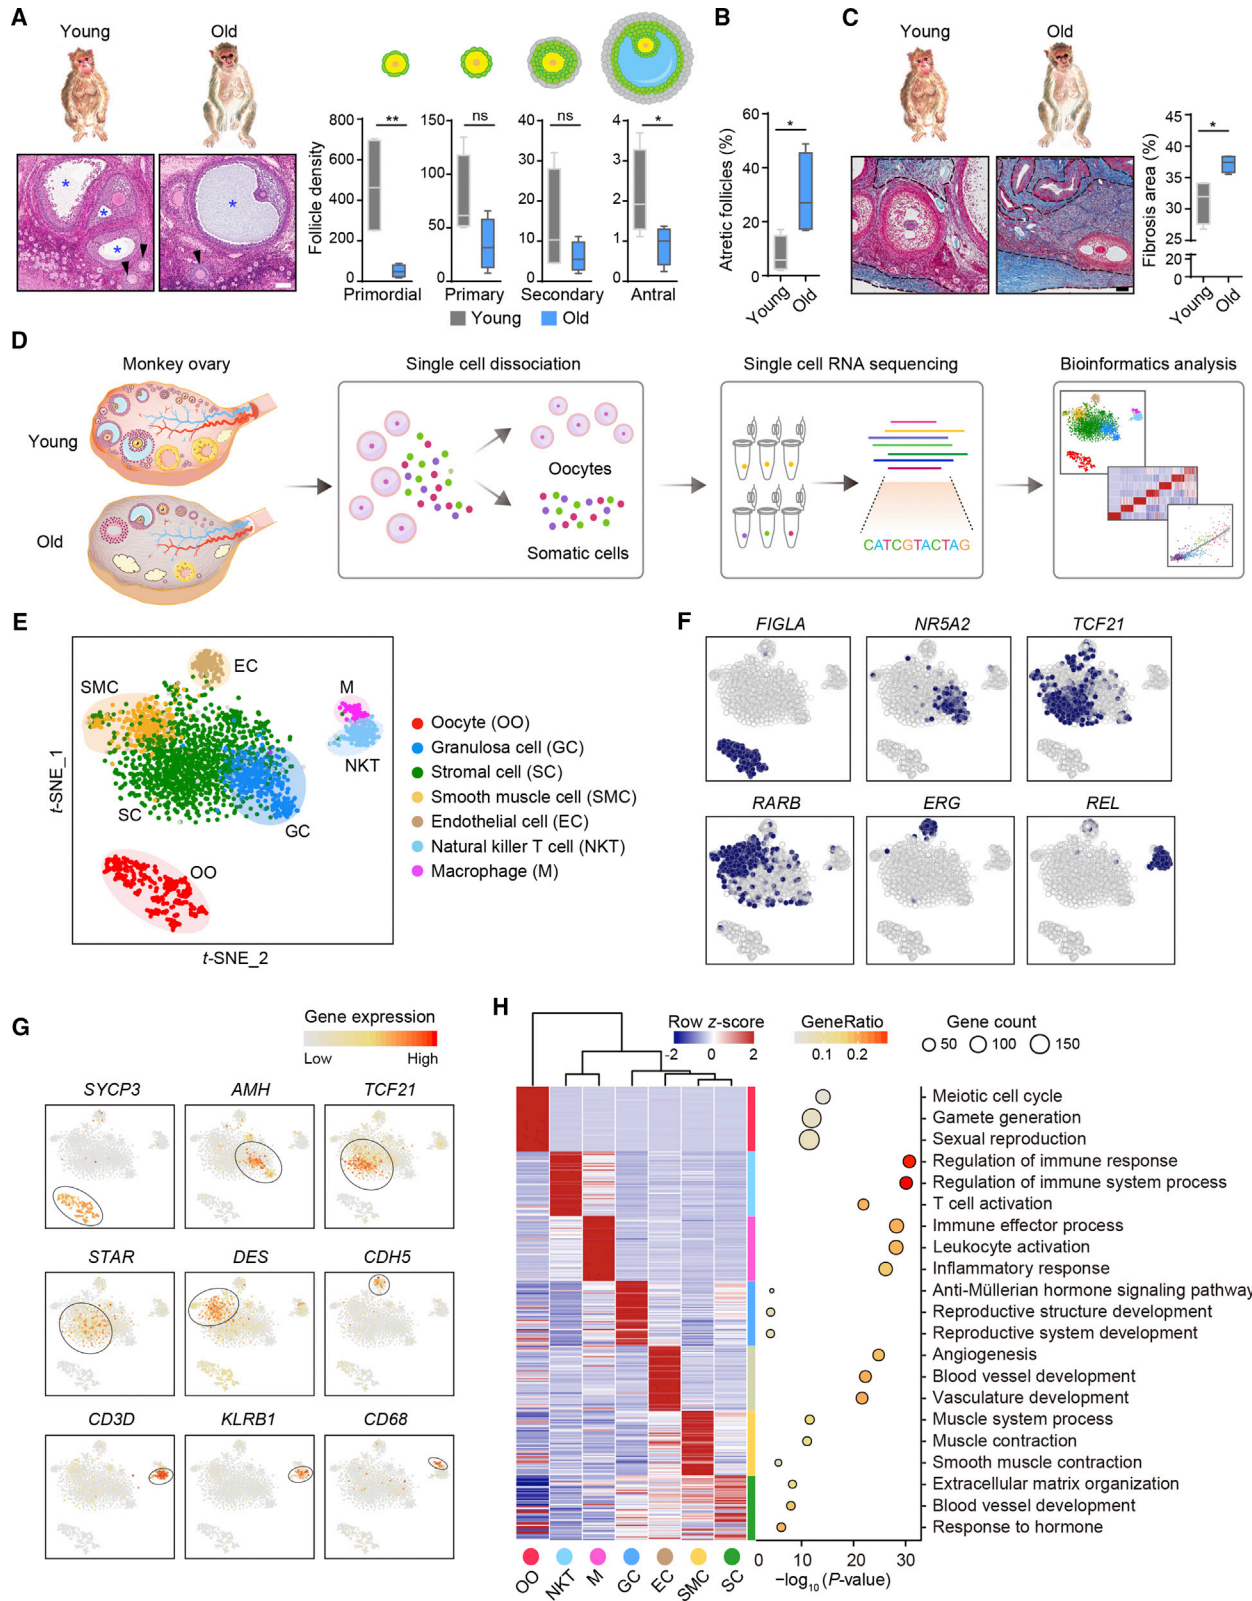 A
Young
Old
Follicle density
800
600
400
200
0
**
Primordial
150
100
50
0
ns
Primary
30
20
10
0
ns
Secondary
4
3
2
1
0
*
Antral
Young
Old
B
Atretic follicles (%)
60
40
20
0
*
Young
Old
C
Young
Old
Fibrosis area (%)
45
40
35
30
25
20
0
*
Young
Old
D
Monkey ovary
Single cell dissociation
Single cell RNA sequencing
Bioinformatics analysis
Young
Old
Oocytes
Somatic cells
CATCGTACTAG
E
EC
SMC
M
NKT
SC
GC
OO
t-SNE_1
t-SNE_2
Oocyte (OO)
Granulosa cell (GC)
Stromal cell (SC)
Smooth muscle cell (SMC)
Endothelial cell (EC)
Natural killer T cell (NKT)
Macrophage (M)
F
FIGLA
NR5A2
TCF21
RARB
ERG
REL
G
Gene expression
Low
High
SYCP3
AMH
TCF21
STAR
DES
CDH5
CD3D
KLRB1
CD68
H
Row z-score
-2 0 2
GeneRatio
0.1 0.2
Gene count
50 100 150
Meiotic cell cycle
Gamete generation
Sexual reproduction
Regulation of immune response
Regulation of immune system process
T cell activation
Immune effector process
Leukocyte activation
Inflammatory response
Anti-Müllerian hormone signaling pathway
Reproductive structure development
Reproductive system development
Angiogenesis
Blood vessel development
Vasculature development
Muscle system process
Muscle contraction
Smooth muscle contraction
Extracellular matrix organization
Blood vessel development
Response to hormone
OO
NKT
M
GC
EC
SMC
SC
0 10 20 30
−log10 (P-value)